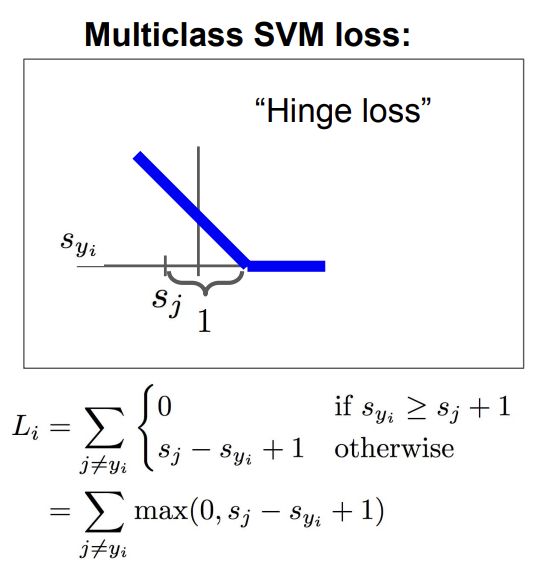 Multiclass SVM loss:
“Hinge loss”
s_{y_i}
s_j
1
L_i = \sum_{j \neq y_i} \begin{cases} 0 & \text{if } s_{y_i} \geq s_j + 1 \\ s_j - s_{y_i} + 1 & \text{otherwise} \end{cases}
= \sum_{j \neq y_i} \max(0, s_j - s_{y_i} + 1)